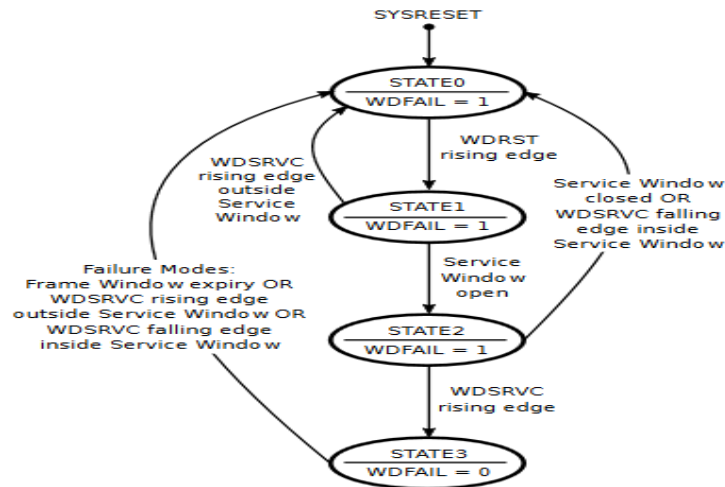 SYSRESET
STATE0
WDFAIL = 1
WDRST
rising edge
WDSRVC
rising edge
outside
Service
Window
STATE1
WDFAIL = 1
Service Window
closed OR
WDSRVC falling
edge inside
Service Window
Service
Window
open
Failure Modes:
Frame Window expiry OR
WDSRVC rising edge
outside Service Window OR
WDSRVC falling edge
inside Service Window
STATE2
WDFAIL = 1
WDSRVC
rising edge
STATE3
WDFAIL = 0